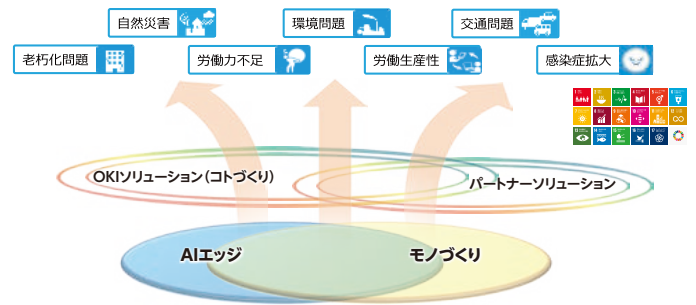 自然災害
環境問題
交通問題
老朽化問題
労働力不足
労働生産性
感染症拡大
OKIソリューション(コトづくり)
パートナーソリューション
AIエッジ
モノづくり